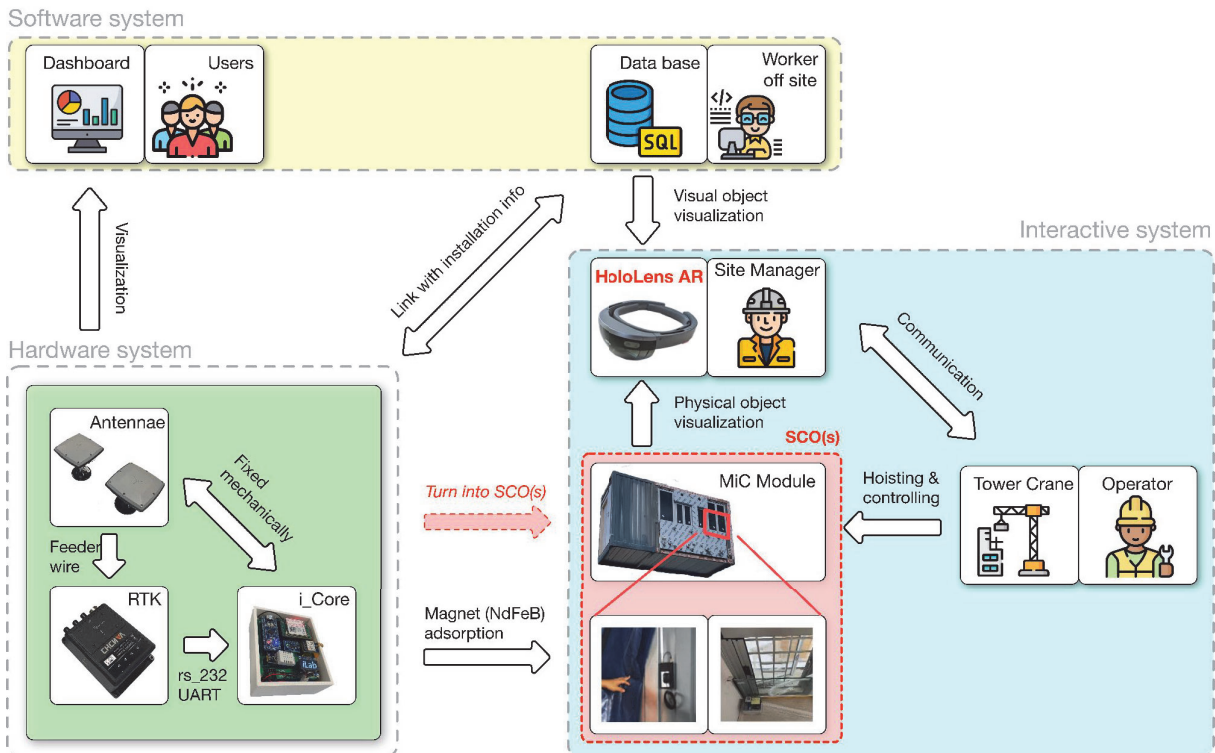 Software system
Dashboard
Users
Data base
SQL
Worker
off site
</>
Visualization
Link with installation info
Visual object
visualization
Interactive system
HoloLens AR
Site Manager
Communication
Physical object
visualization
SCO(s)
MiC Module
Hoisting &
controlling
Tower Crane
Operator
Hardware system
Antennae
Fixed
mechanically
Feeder
wire
RTK
i_Core
iLab
rs_232
UART
Turn into SCO(s)
Magnet (NdFeB)
adsorption